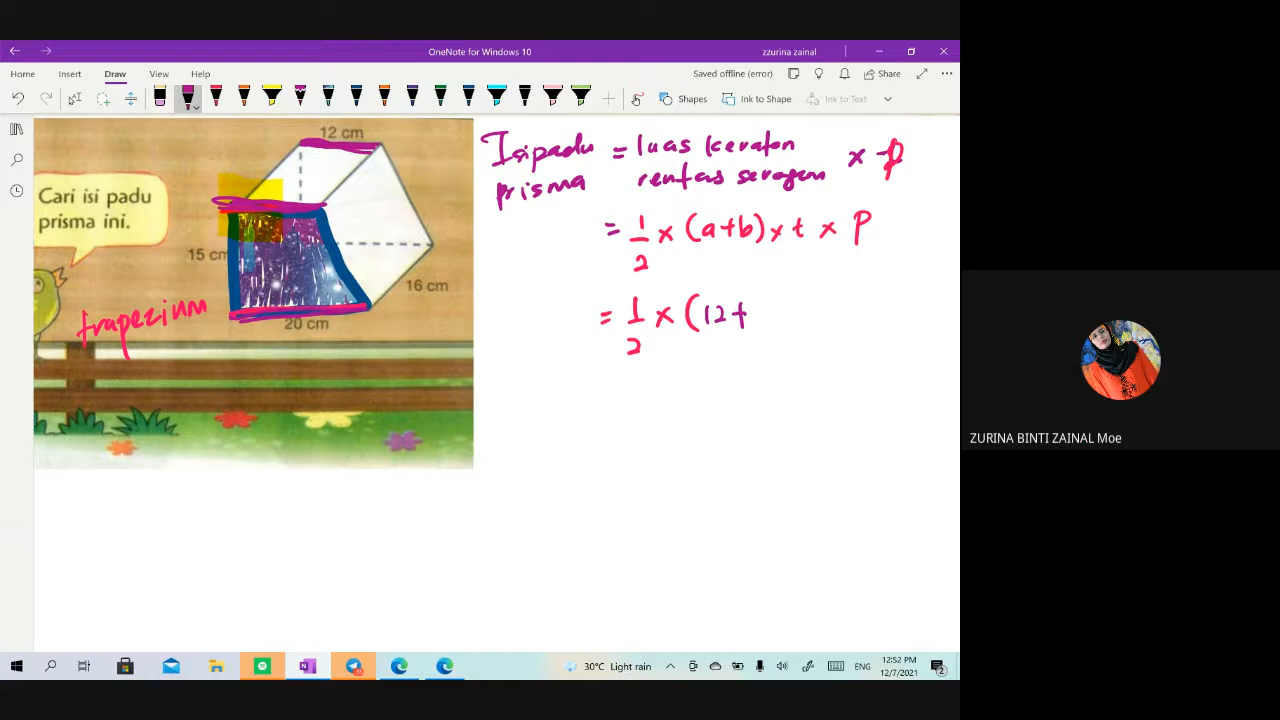 OneNote for Windows 10
zzurina zainal
Home Insert Draw View Help
Saved offline (error)
Share
Shapes
Ink to Shape
Ink to Text
12 cm
Cari isi padu
prisma ini.
15 cm
16 cm
20 cm
trapezium
Isipadu prisma = luas keratan rentas seragam x p
= 1/2 x (a+b) x t x P
= 1/2 x (12+
ZURINA BINTI ZAINAL Moe
30°C Light rain
ENG
12:52 PM
12/7/2021
2